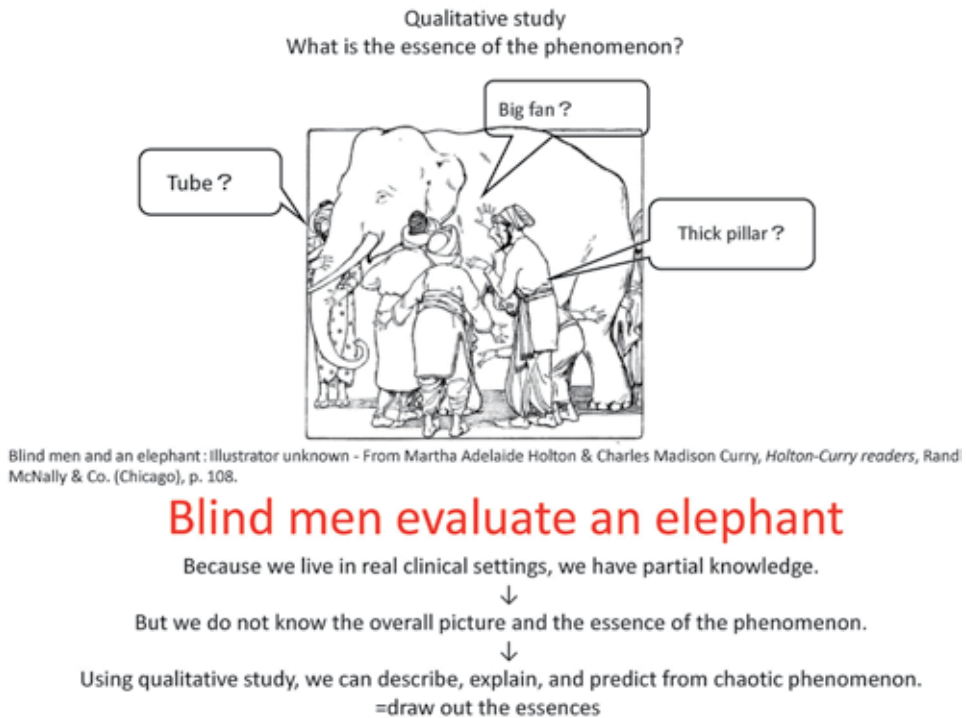 Qualitative study
What is the essence of the phenomenon?
Big fan？
Tube？
Thick pillar？
Blind men and an elephant : Illustrator unknown - From Martha Adelaide Holton & Charles Madison Curry, Holton-Curry readers, Rand
McNally & Co. (Chicago), p. 108.
Blind men evaluate an elephant
Because we live in real clinical settings, we have partial knowledge.
↓
But we do not know the overall picture and the essence of the phenomenon.
↓
Using qualitative study, we can describe, explain, and predict from chaotic phenomenon.
=draw out the essences